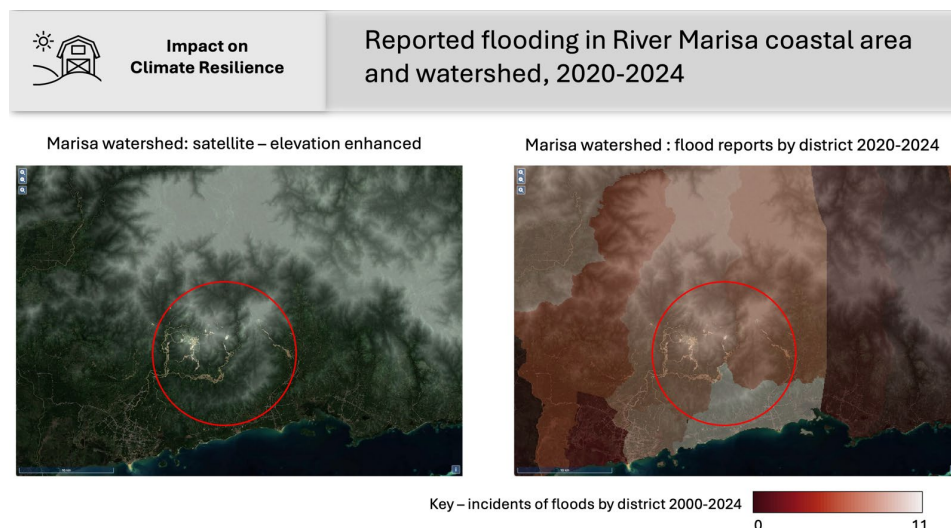 Impact on
Climate Resilience
Reported flooding in River Marisa coastal area
and watershed, 2020-2024
Marisa watershed: satellite – elevation enhanced
Marisa watershed : flood reports by district 2020-2024
Key – incidents of floods by district 2000-2024
0
11